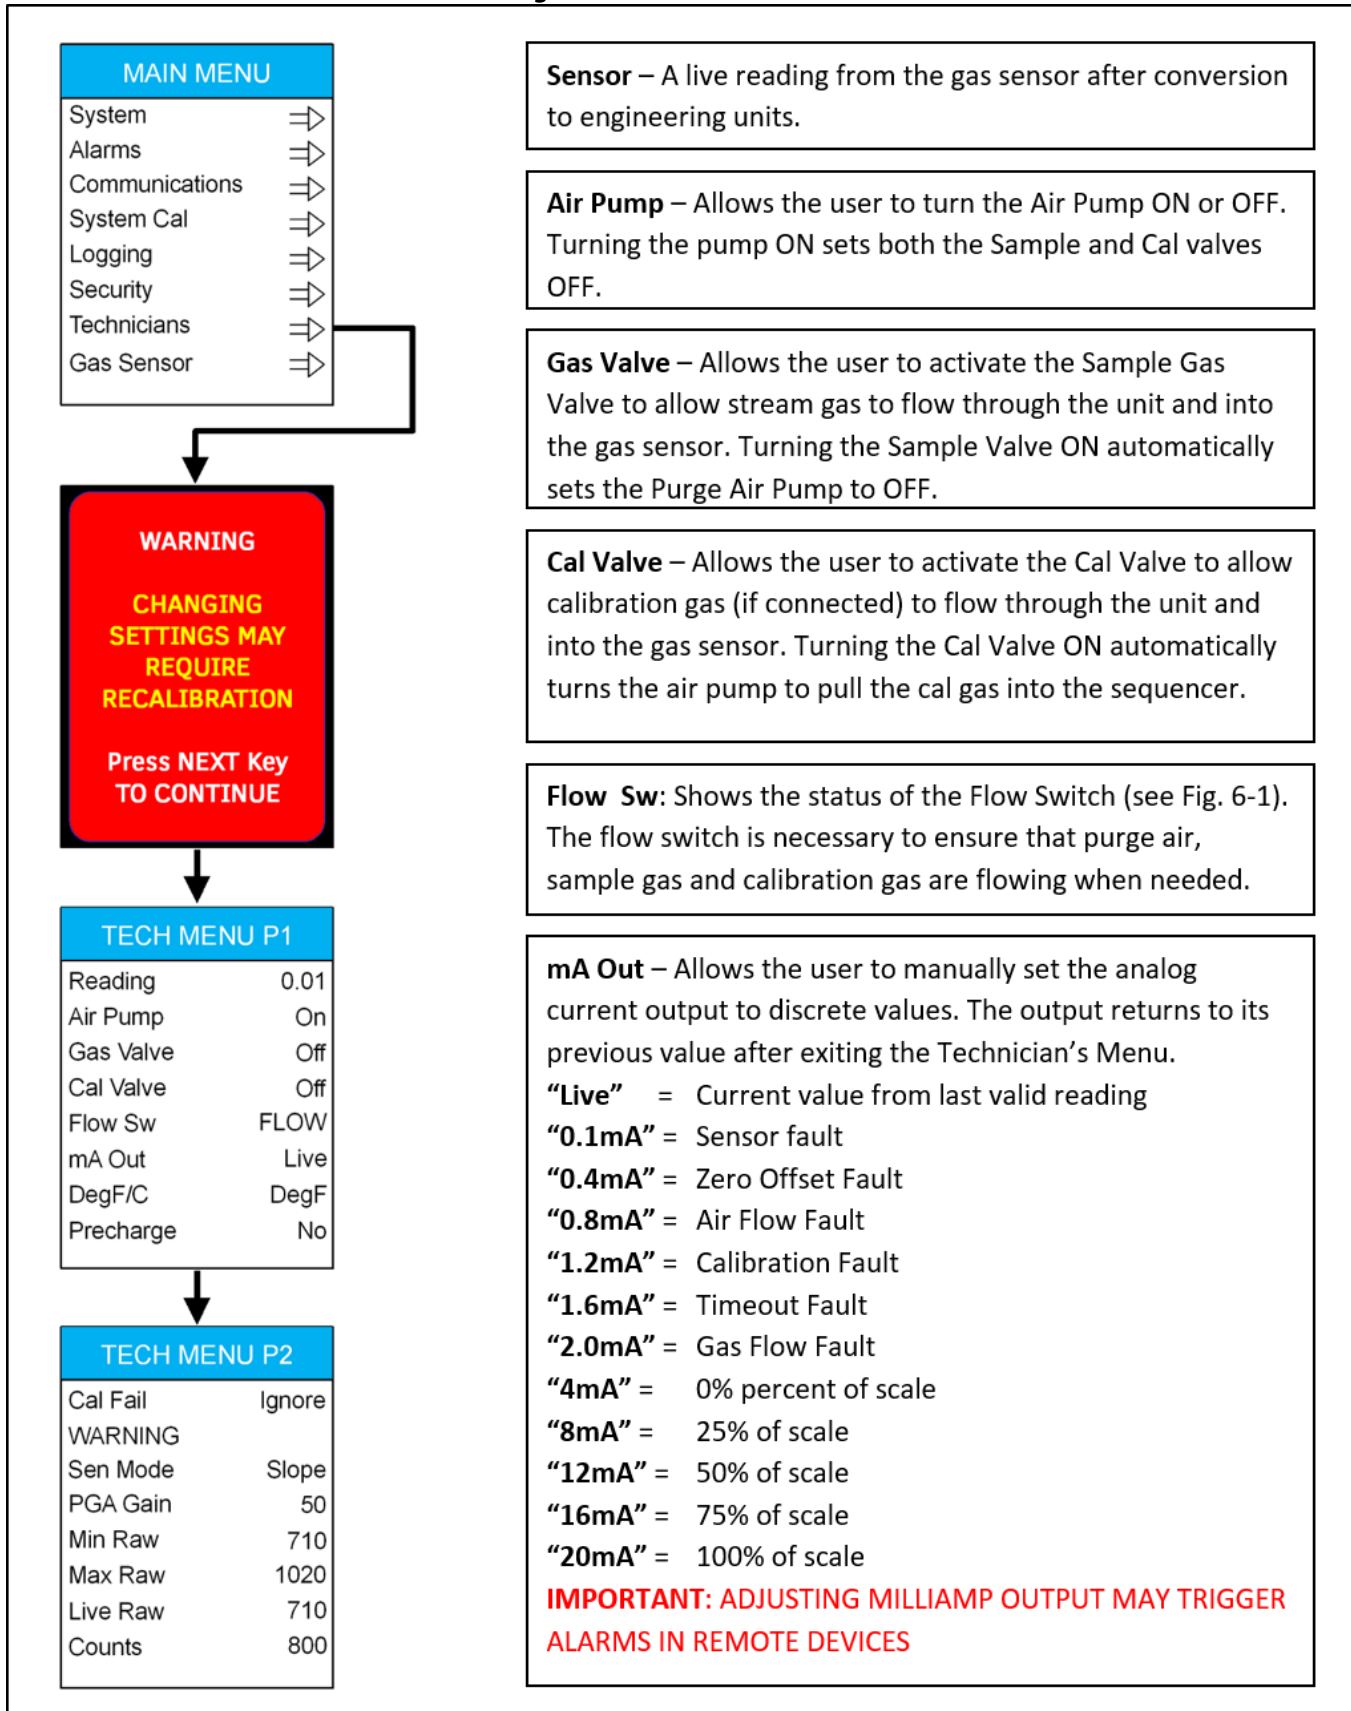 MAIN MENU
System
Alarms
Communications
System Cal
Logging
Security
Technicians
Gas Sensor
WARNING
CHANGING
SETTINGS MAY
REQUIRE
RECALIBRATION
Press NEXT Key
TO CONTINUE
TECH MENU P1
Reading 0.01
Air Pump On
Gas Valve Off
Cal Valve Off
Flow Sw FLOW
mA Out Live
DegF/C DegF
Precharge No
TECH MENU P2
Cal Fail Ignore
WARNING
Sen Mode Slope
PGA Gain 50
Min Raw 710
Max Raw 1020
Live Raw 710
Counts 800
Sensor – A live reading from the gas sensor after conversion
to engineering units.
Air Pump – Allows the user to turn the Air Pump ON or OFF.
Turning the pump ON sets both the Sample and Cal valves
OFF.
Gas Valve – Allows the user to activate the Sample Gas
Valve to allow stream gas to flow through the unit and into
the gas sensor. Turning the Sample Valve ON automatically
sets the Purge Air Pump to OFF.
Cal Valve – Allows the user to activate the Cal Valve to allow
calibration gas (if connected) to flow through the unit and
into the gas sensor. Turning the Cal Valve ON automatically
turns the air pump to pull the cal gas into the sequencer.
Flow Sw: Shows the status of the Flow Switch (see Fig. 6-1).
The flow switch is necessary to ensure that purge air,
sample gas and calibration gas are flowing when needed.
mA Out – Allows the user to manually set the analog
current output to discrete values. The output returns to its
previous value after exiting the Technician’s Menu.
“Live” = Current value from last valid reading
“0.1mA” = Sensor fault
“0.4mA” = Zero Offset Fault
“0.8mA” = Air Flow Fault
“1.2mA” = Calibration Fault
“1.6mA” = Timeout Fault
“2.0mA” = Gas Flow Fault
“4mA” = 0% percent of scale
“8mA” = 25% of scale
“12mA” = 50% of scale
“16mA” = 75% of scale
“20mA” = 100% of scale
IMPORTANT: ADJUSTING MILLIAMP OUTPUT MAY TRIGGER
ALARMS IN REMOTE DEVICES